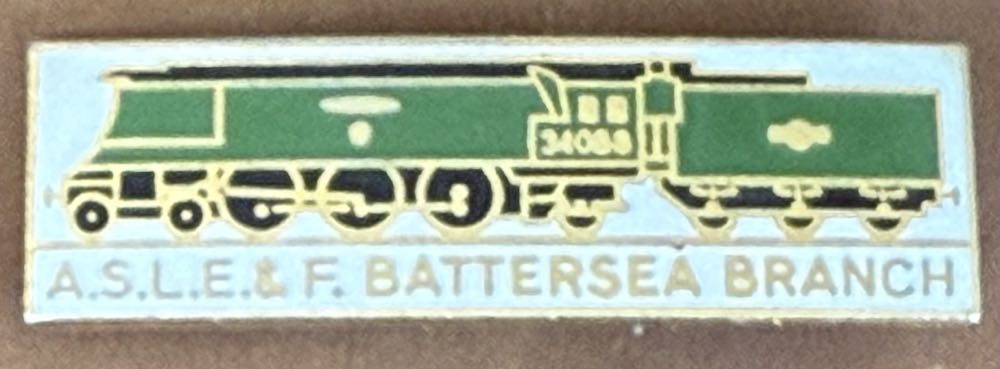 34088
A.S.L.E.& F. BATTERSEA BRANCH